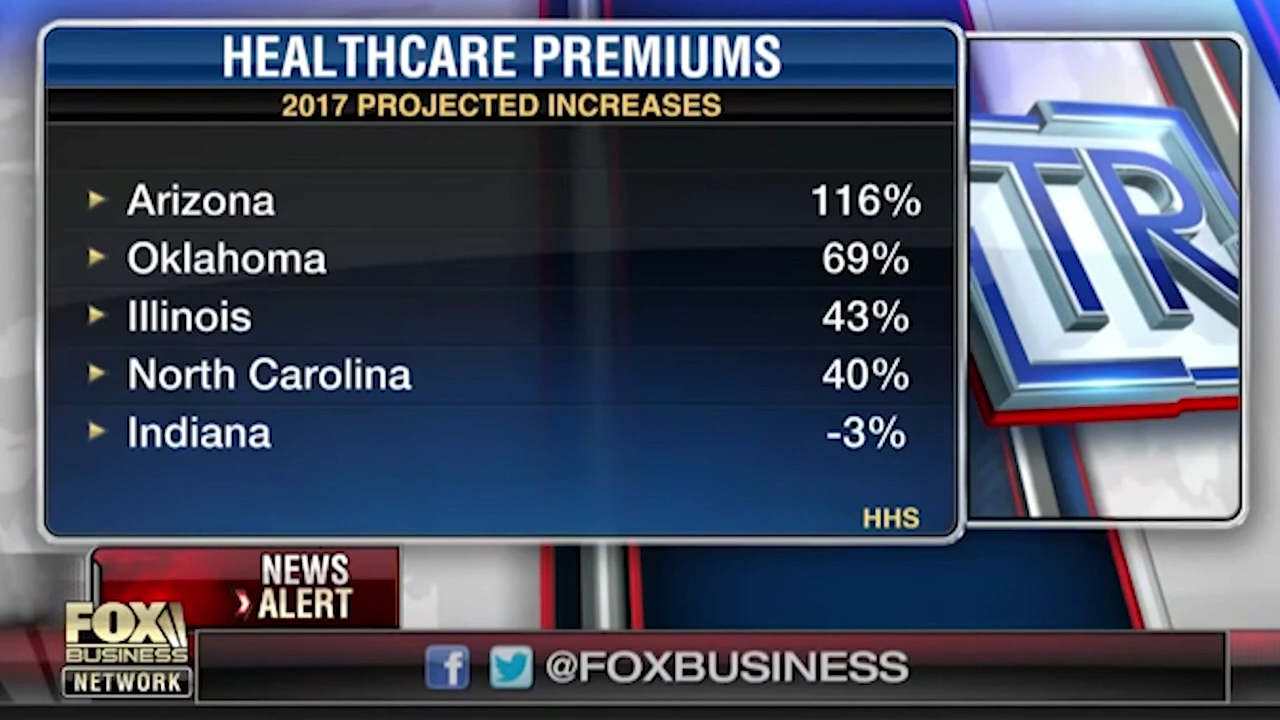 HEALTHCARE PREMIUMS
2017 PROJECTED INCREASES
Arizona 116%
Oklahoma 69%
Illinois 43%
North Carolina 40%
Indiana -3%
HHS
TR
NEWS
ALERT
FOX
BUSINESS
NETWORK
@FOXBUSINESS